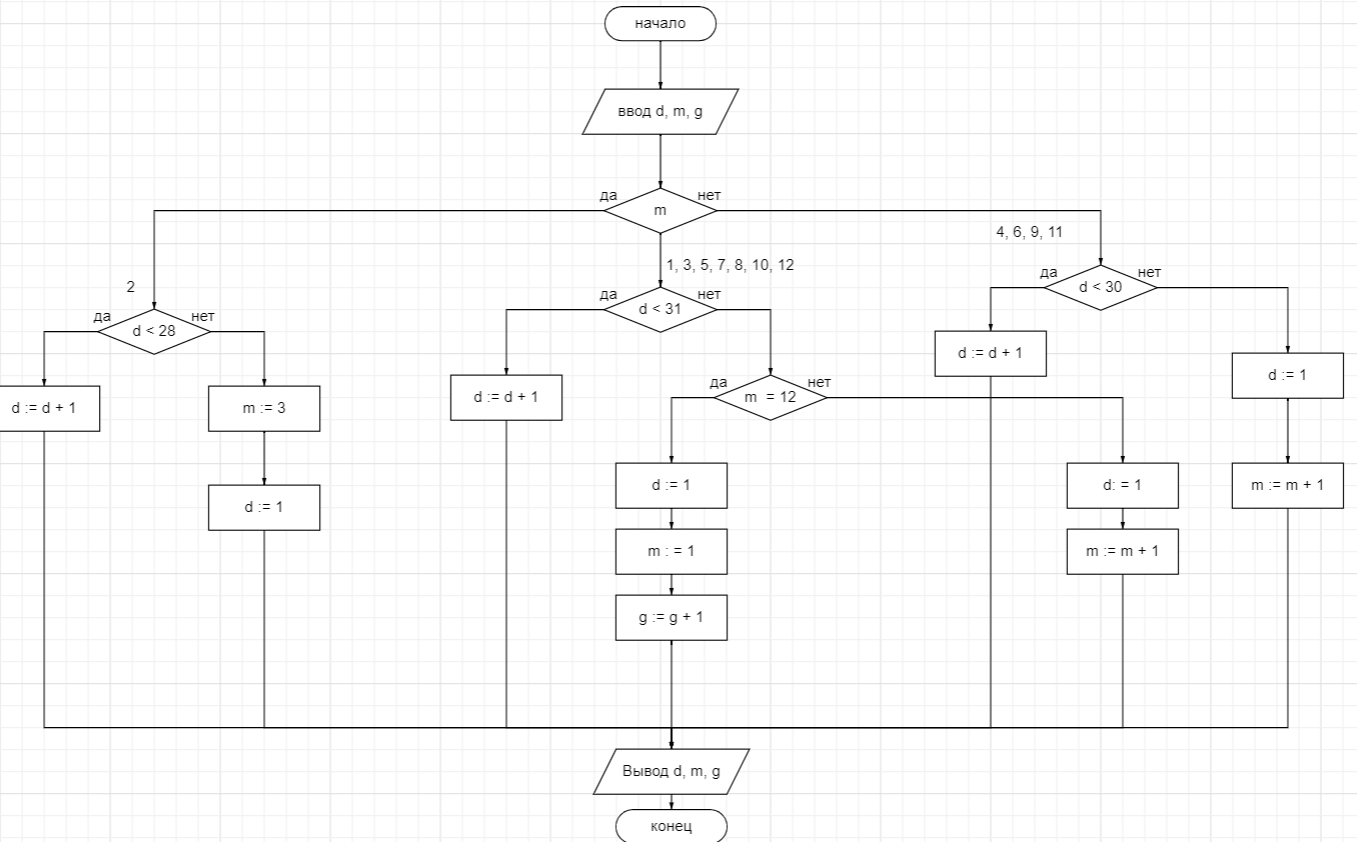 начало
ввод d, m, g
да
нет
m
4, 6, 9, 11
1, 3, 5, 7, 8, 10, 12
2
да
нет
d < 30
да
нет
d < 31
да
нет
d < 28
d := d + 1
d := 1
да
нет
m = 12
d := d + 1
d := d + 1
m := 3
d := 1
d: = 1
m := m + 1
d := 1
m : = 1
m := m + 1
g := g + 1
Вывод d, m, g
конец